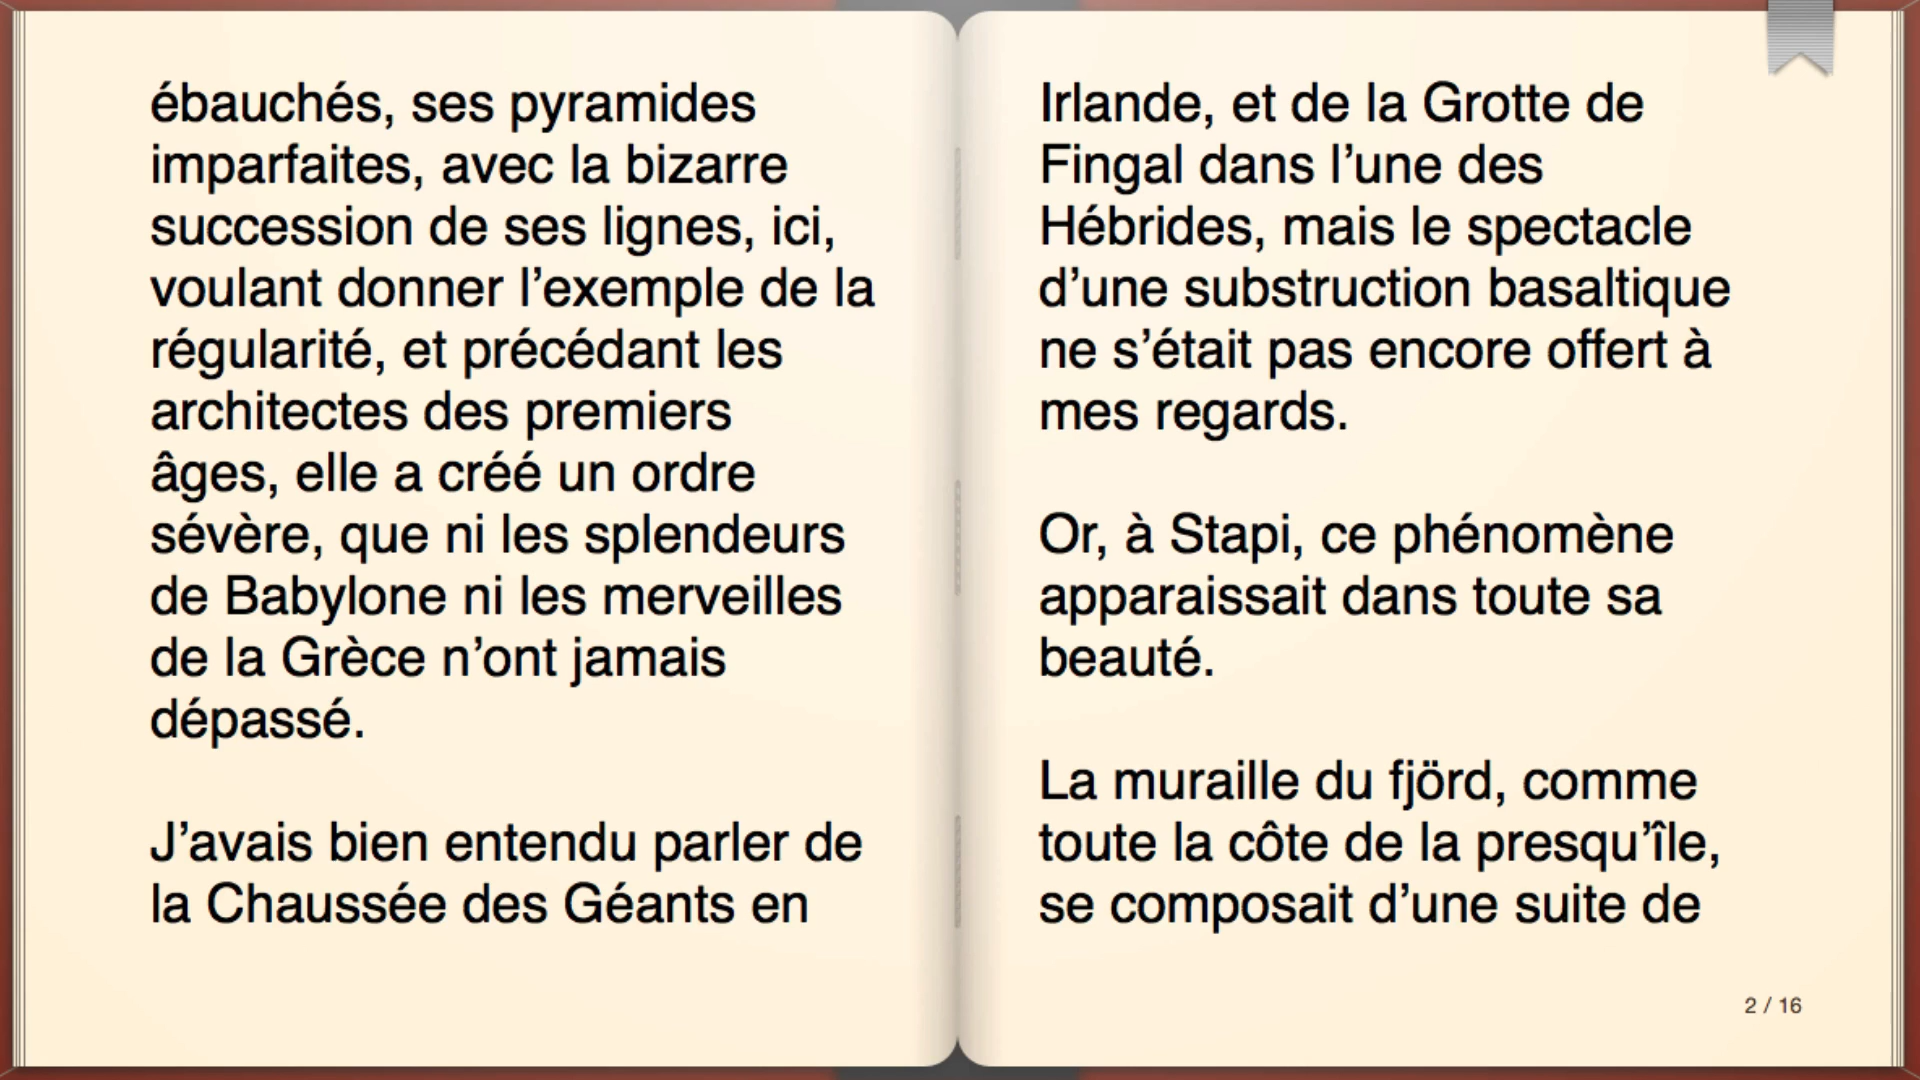 ébauchés, ses pyramides
imparfaites, avec la bizarre
succession de ses lignes, ici,
voulant donner l’exemple de la
régularité, et précédant les
architectes des premiers
âges, elle a créé un ordre
sévère, que ni les splendeurs
de Babylone ni les merveilles
de la Grèce n’ont jamais
dépassé.
J’avais bien entendu parler de
la Chaussée des Géants en
Irlande, et de la Grotte de
Fingal dans l’une des
Hébrides, mais le spectacle
d’une substruction basaltique
ne s’était pas encore offert à
mes regards.
Or, à Stapi, ce phénomène
apparaissait dans toute sa
beauté.
La muraille du fjörd, comme
toute la côte de la presqu’île,
se composait d’une suite de
2 / 16